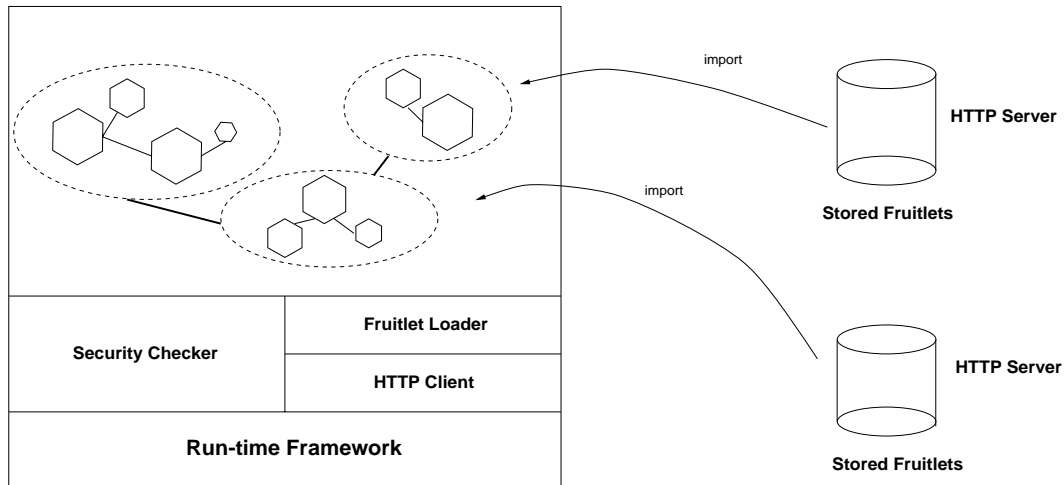 import
HTTP Server
Stored Fruitlets
import
Fruitlet Loader
Security Checker
HTTP Client
HTTP Server
Run-time Framework
Stored Fruitlets